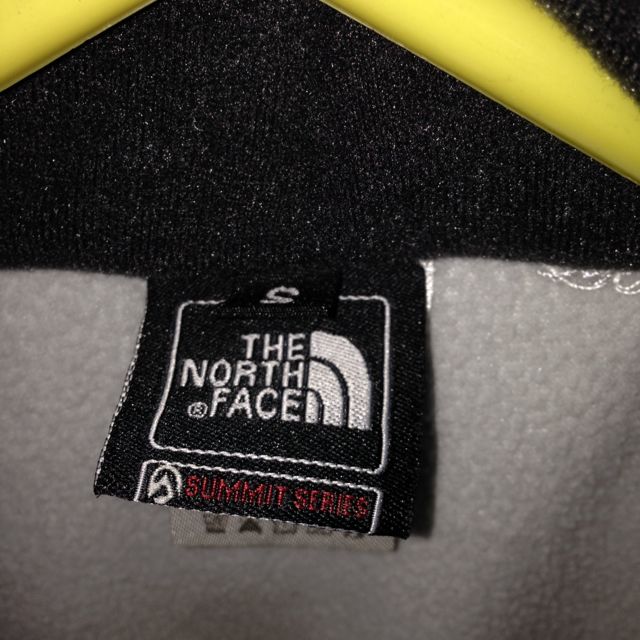 S
THE
NORTH
® FACE
SUMMIT SERIES